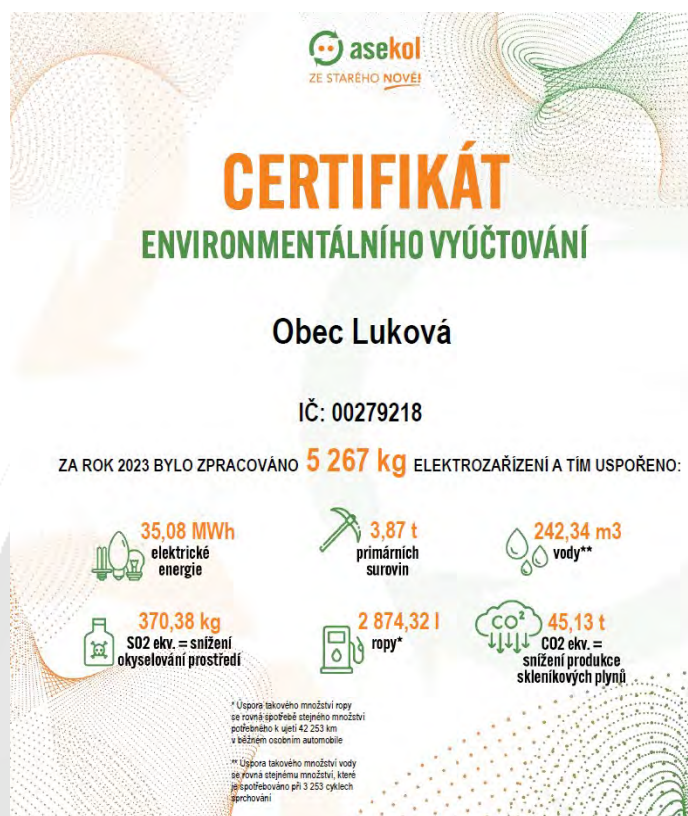 asekol
ZE STARÉHO NOVÉ!
CERTIFIKÁT
ENVIRONMENTÁLNÍHO VYÚČTOVÁNÍ
Obec Luková
IČ: 00279218
ZA ROK 2023 BYLO ZPRACOVÁNO 5 267 kg ELEKTROZAŘÍZENÍ A TÍM USPOŘENO:
35,08 MWh
elektrické
energie
3,87 t
primárních
surovin
242,34 m3
vody**
370,38 kg
SO2 ekv. = snížení
okyselování prostředí
2 874,32 l
ropy*
CO²
45,13 t
CO2 ekv. =
snížení produkce
skleníkových plynů
* Úspora takového množství ropy
se rovná spotřebě stejného množství
potřebného k ujetí 42 253 km
v běžném osobním automobile
** Úspora takového množství vody
se rovná stejnému množství, které
je spotřebováno při 3 253 cyklech
sprchování